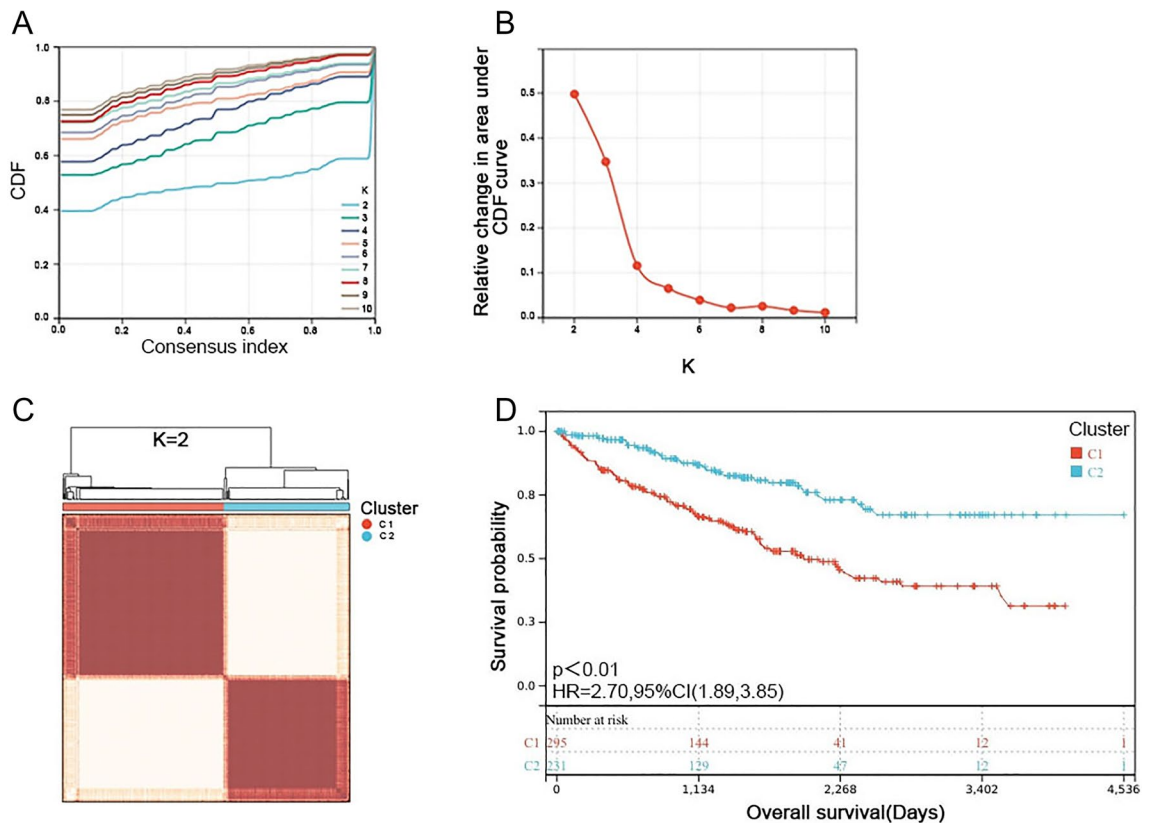 A
CDF
1.0
0.8
0.6
0.4
0.2
0.0
0.0 0.2 0.4 0.6 0.8 1.0
Consensus index
K
2
3
4
5
6
7
8
9
10
B
Relative change in area under
CDF curve
0.5
0.4
0.3
0.2
0.1
0.0
2 4 6 8 10
K
C
K=2
Cluster
C1
C2
D
Survival probability
1.0
0.8
0.5
0.3
0.0
Cluster
C1
C2
p<0.01
HR=2.70,95%CI(1.89,3.85)
Number at risk
C1 295 144 41 12 1
C2 231 129 47 12 1
0 1,134 2,268 3,402 4,536
Overall survival(Days)